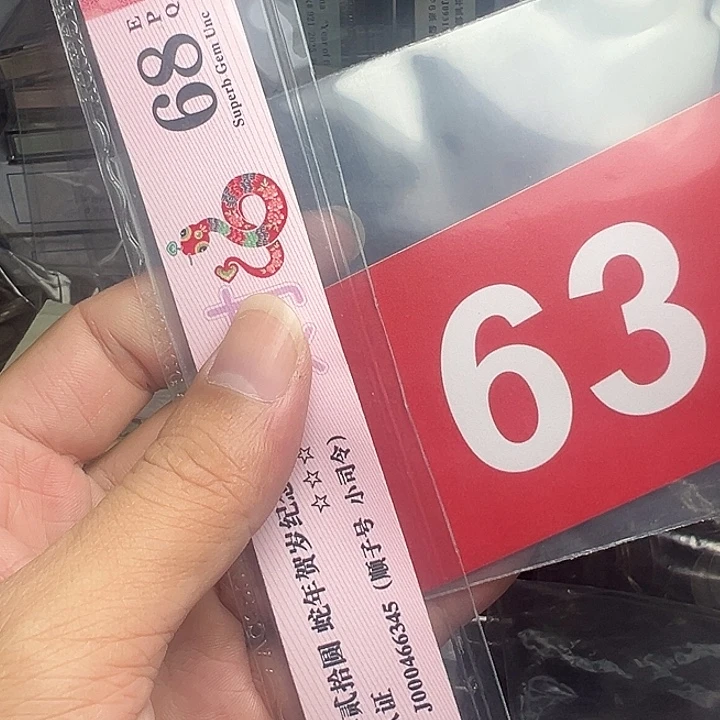 贰拾圆 蛇年贺岁纪念
证
J000466345 (顺子号 小司令)
☆☆☆
68
EPQ
Superb Gem Unc
63